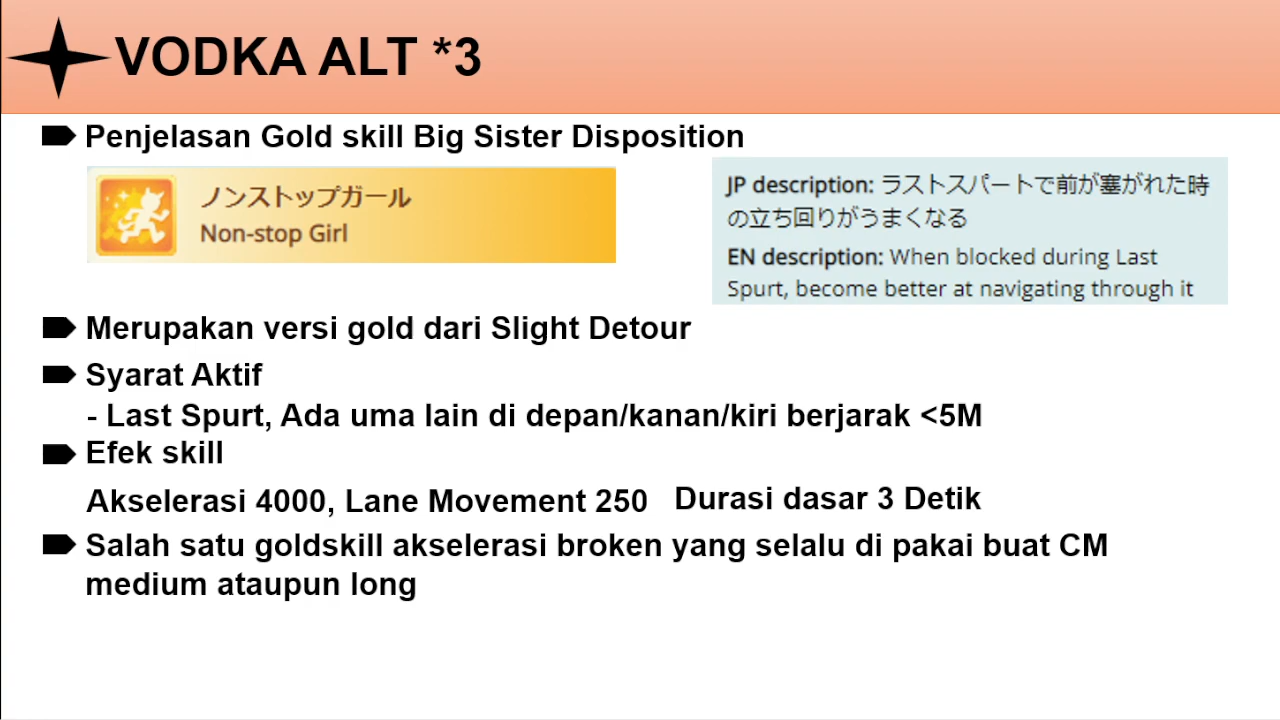 VODKA ALT *3
Penjelasan Gold skill Big Sister Disposition
ノンストップガール
Non-stop Girl
JP description: ラストスパートで前が塞がれた時
の立ち回りがうまくなる
EN description: When blocked during Last
Spurt, become better at navigating through it
Merupakan versi gold dari Slight Detour
Syarat Aktif
- Last Spurt, Ada uma lain di depan/kanan/kiri berjarak <5M
Efek skill
Akselerasi 4000, Lane Movement 250 Durasi dasar 3 Detik
Salah satu goldskill akselerasi broken yang selalu di pakai buat CM
medium ataupun long